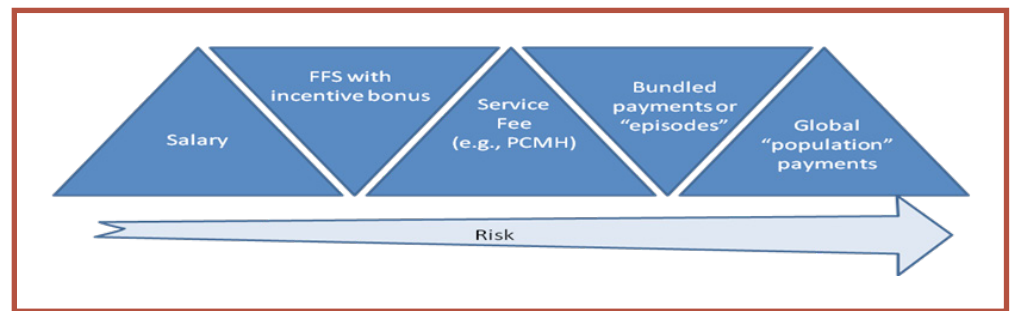 Salary
FFS with
incentive bonus
Service
Fee
(e.g., PCMH)
Bundled
payments or
“episodes”
Global
“population”
payments
Risk